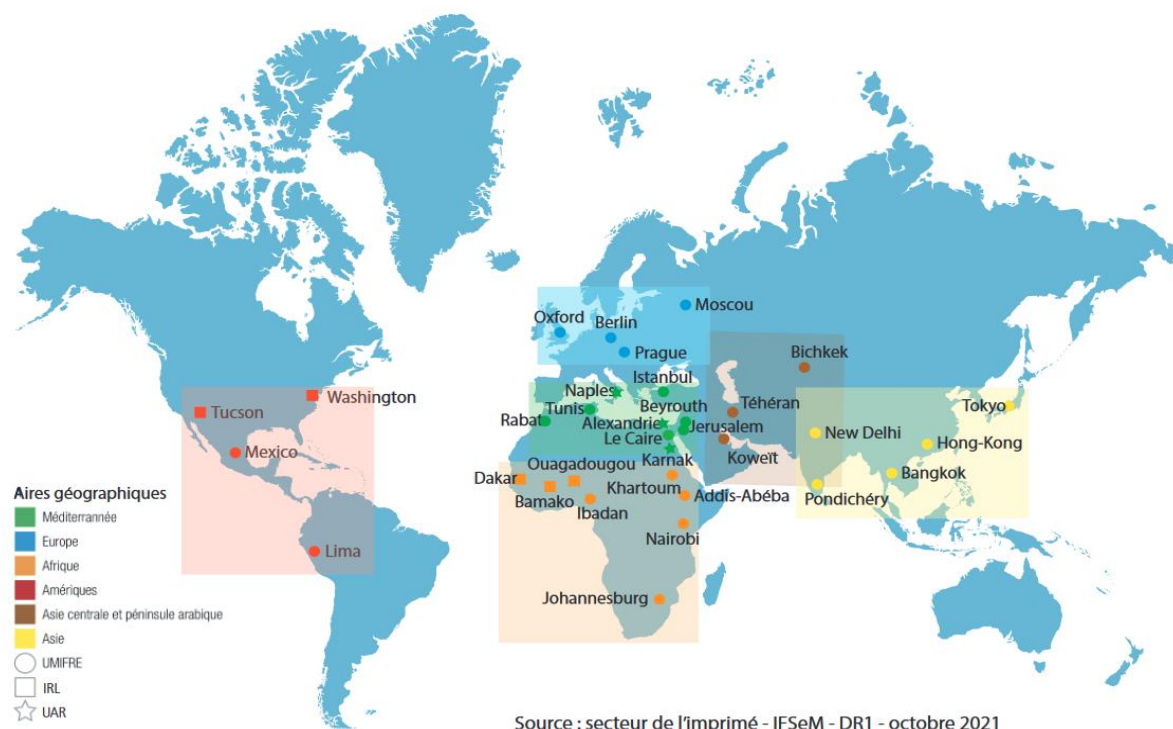 Moscou
Oxford
Berlin
Prague
Bichkek
Istanbul
Naples
Washington
Tucson
Beyrouth
Téhéran
Tokyo
Tunis
Rabat
Alexandrie
Jerusalem
New Delhi
Le Caire
Hong-Kong
Mexico
Koweït
Karnak
Ouagadougou
Bangkok
Dakar
Khartoum
Addis-Abéba
Bamako
Pondichéry
Ibadan
Nairobi
Lima
Johannesburg
Aires géographiques
Méditerrannée
Europe
Afrique
Amériques
Asie centrale et péninsule arabique
Asie
UMIFRE
IRL
UAR
Source : secteur de l'imprimé - IFSeM - DR1 - octobre 2021